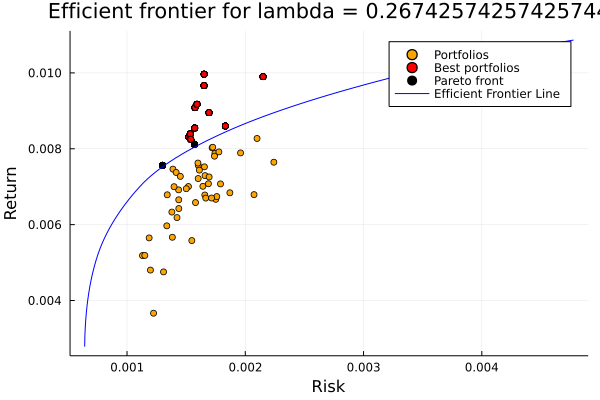 Efficient frontier for lambda = 0.2674257425742574
Portfolios
Best portfolios
Pareto front
Efficient Frontier Line
0.010
0.008
0.006
0.004
Return
0.001
0.002
0.003
0.004
Risk